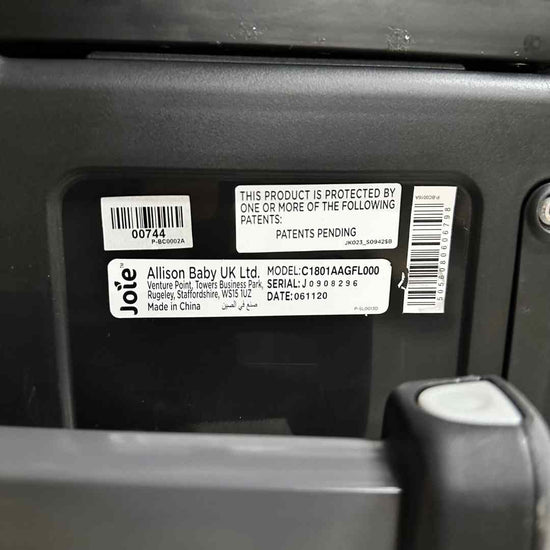 00744
P-BC0002A
THIS PRODUCT IS PROTECTED BY
ONE OR MORE OF THE FOLLOWING
PATENTS:
PATENTS PENDING
JK023_S09425B
Joie™
Allison Baby UK Ltd.
Venture Point, Towers Business Park,
Rugeley, Staffordshire, WS15 1UZ
Made in China صنع في الصين
MODEL:C1801AAGFL000
SERIAL:J0908296
DATE:061120